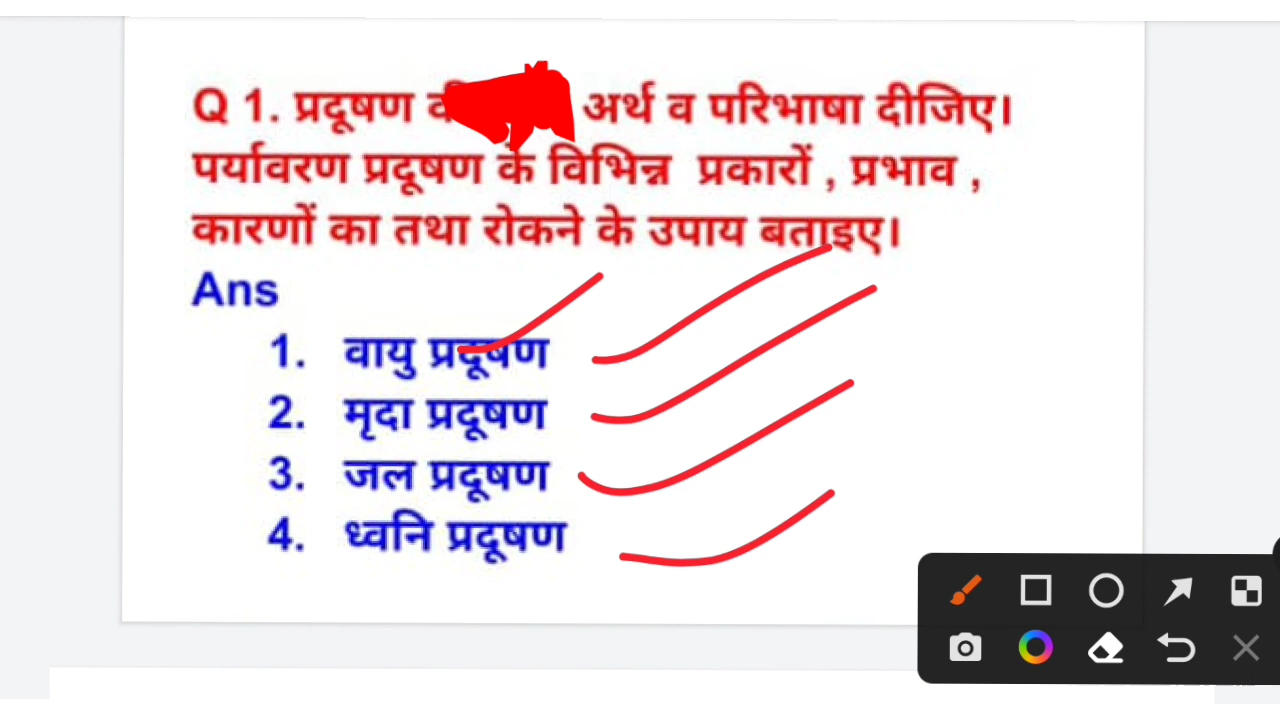 Q 1. प्रदूषण अर्थ व परिभाषा दीजिए।
पर्यावरण प्रदूषण के विभिन्न प्रकारों , प्रभाव ,
कारणों का तथा रोकने के उपाय बताइए।
Ans
1. वायु प्रदूषण
2. मृदा प्रदूषण
3. जल प्रदूषण
4. ध्वनि प्रदूषण